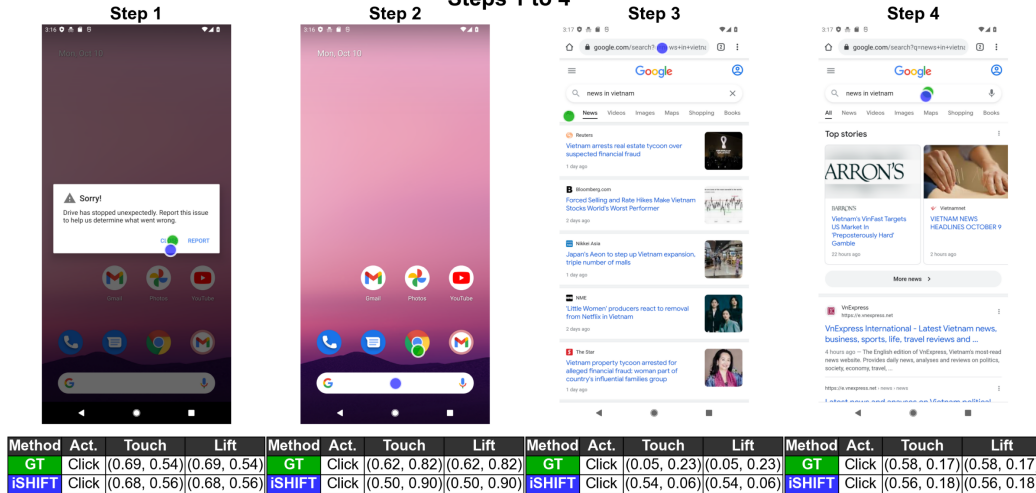 Steps 1 to 4
Step 1
Step 2
Step 3
Step 4
3:16
Mon, Oct 10
Sorry!
Drive has stopped unexpectedly. Report this issue
to help us determine what went wrong.
REPORT
Gmail
Photos
YouTube
3:16
Mon, Oct 10
Gmail
Photos
YouTube
3:17
google.com/search?
ws+in+vietna
Google
news in vietnam
News Videos Images Maps Shopping Books
Reuters
Vietnam arrests real estate tycoon over
suspected financial fraud
1 day ago
Bloomberg.com
Forced Selling and Rate Hikes Make Vietnam
Stocks World's Worst Performer
2 days ago
Nikkei Asia
Japan's Aeon to step up Vietnam expansion,
triple number of malls
1 day ago
NME
'Little Women' producers react to removal
from Netflix in Vietnam
2 days ago
The Star
Vietnam property tycoon arrested for
alleged financial fraud: woman part of
country's influential families group
1 day ago
3:17
google.com/search?q=news+in+vietna
Google
news in vietnam
All News Videos Images Maps Shopping Books
Top stories
ARRON'S
BARRON'S
Vietnam's VinFast Targets
US Market In
'Preposterously Hard'
Gamble
22 hours ago
Vietnamnet
VIETNAM NEWS
HEADLINES OCTOBER 9
2 hours ago
More news >
VnExpress
https://e.vnexpress.net
VnExpress International - Latest Vietnam news,
business, sports, life, travel reviews and ...
4 hours ago — The English edition of VnExpress, Vietnam's most-read
news website. Provides daily news, analyses and reviews on politics,
society, economy, travel, ...
https://e.vnexpress.net › news › news
Latest news and analyses on Vietnam political
Method Act. Touch Lift Method Act. Touch Lift Method Act. Touch Lift Method Act. Touch Lift
GT Click (0.69, 0.54) (0.69, 0.54) GT Click (0.62, 0.82) (0.62, 0.82) GT Click (0.05, 0.23) (0.05, 0.23) GT Click (0.58, 0.17) (0.58, 0.17
iSHIFT Click (0.68, 0.56) (0.68, 0.56) iSHIFT Click (0.50, 0.90) (0.50, 0.90) iSHIFT Click (0.54, 0.06) (0.54, 0.06) iSHIFT Click (0.56, 0.18) (0.56, 0.18